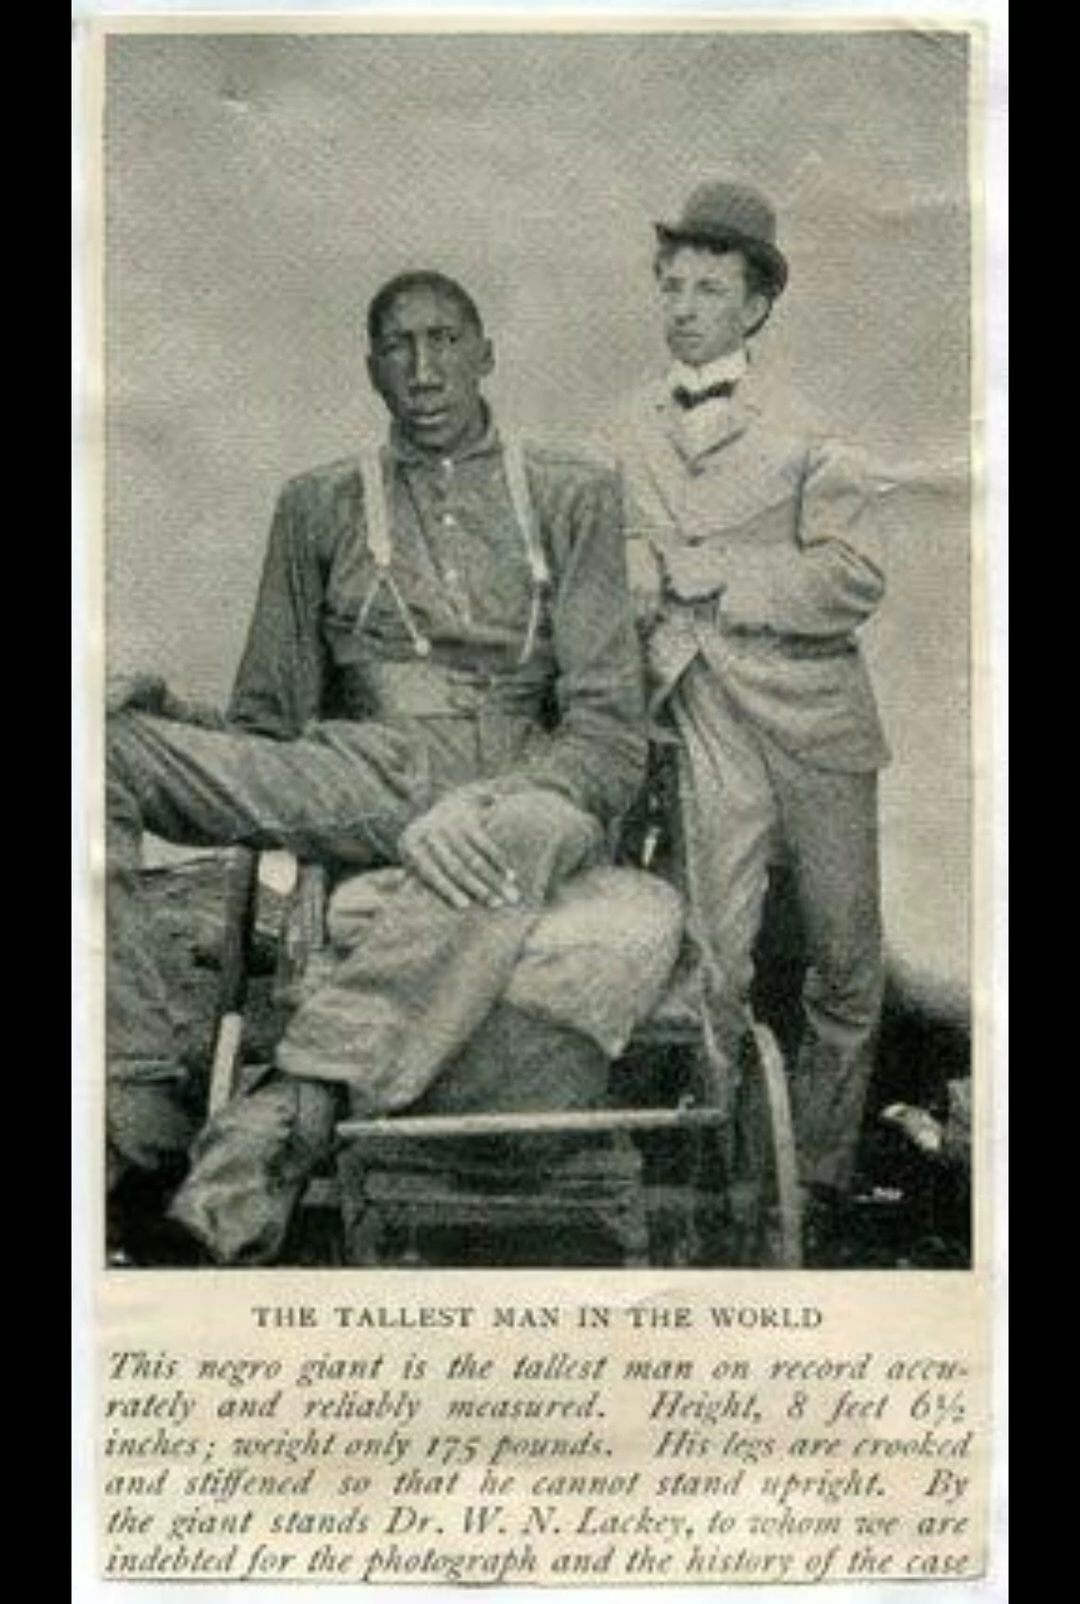 THE TALLEST MAN IN THE WORLD
This negro giant is the tallest man on record accu-
rately and reliably measured. Height, 8 feet 6½
inches; weight only 175 pounds. His legs are crooked
and stiffened so that he cannot stand upright. By
the giant stands Dr. W. N. Lackey, to whom we are
indebted for the photograph and the history of the case